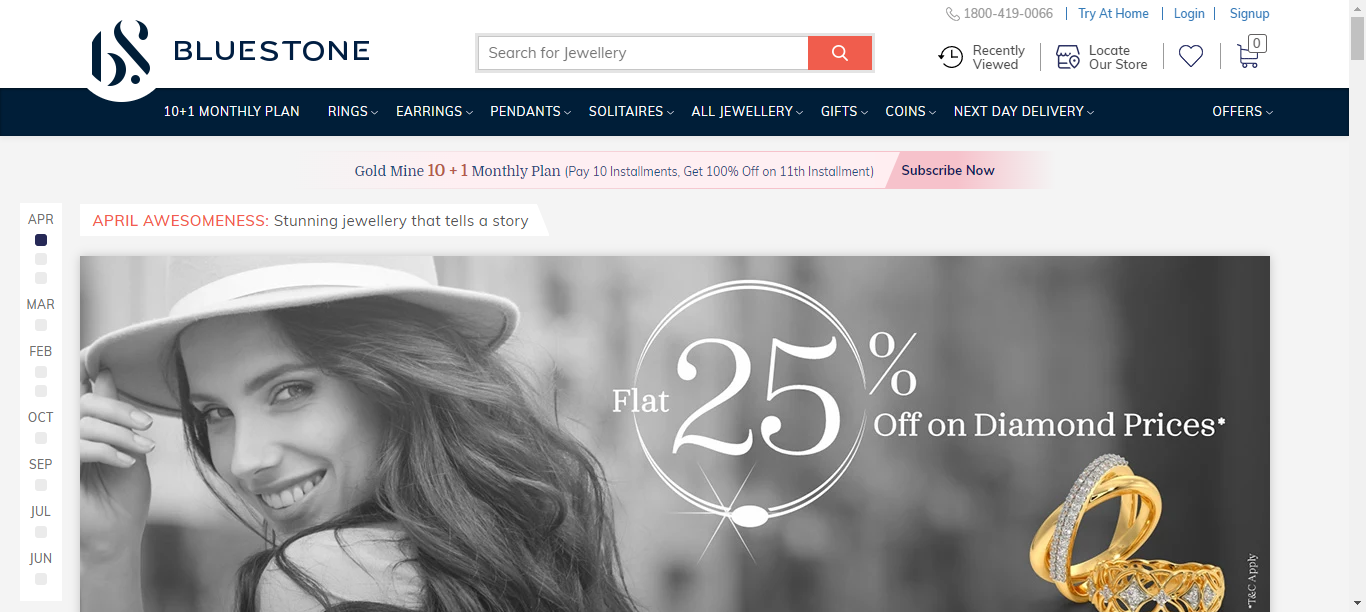 1800-419-0066
Try At Home
Login
Signup
BLUESTONE
Search for Jewellery
Recently
Viewed
Locate
Our Store
0
10+1 MONTHLY PLAN
RINGS
EARRINGS
PENDANTS
SOLITAIRES
ALL JEWELLERY
GIFTS
COINS
NEXT DAY DELIVERY
OFFERS
Gold Mine 10 + 1 Monthly Plan (Pay 10 Installments, Get 100% Off on 11th Installment)
Subscribe Now
APRIL AWESOMENESS: Stunning jewellery that tells a story
APR
MAR
FEB
OCT
SEP
JUL
JUN
Flat 25%
Off on Diamond Prices*
*T&C Apply